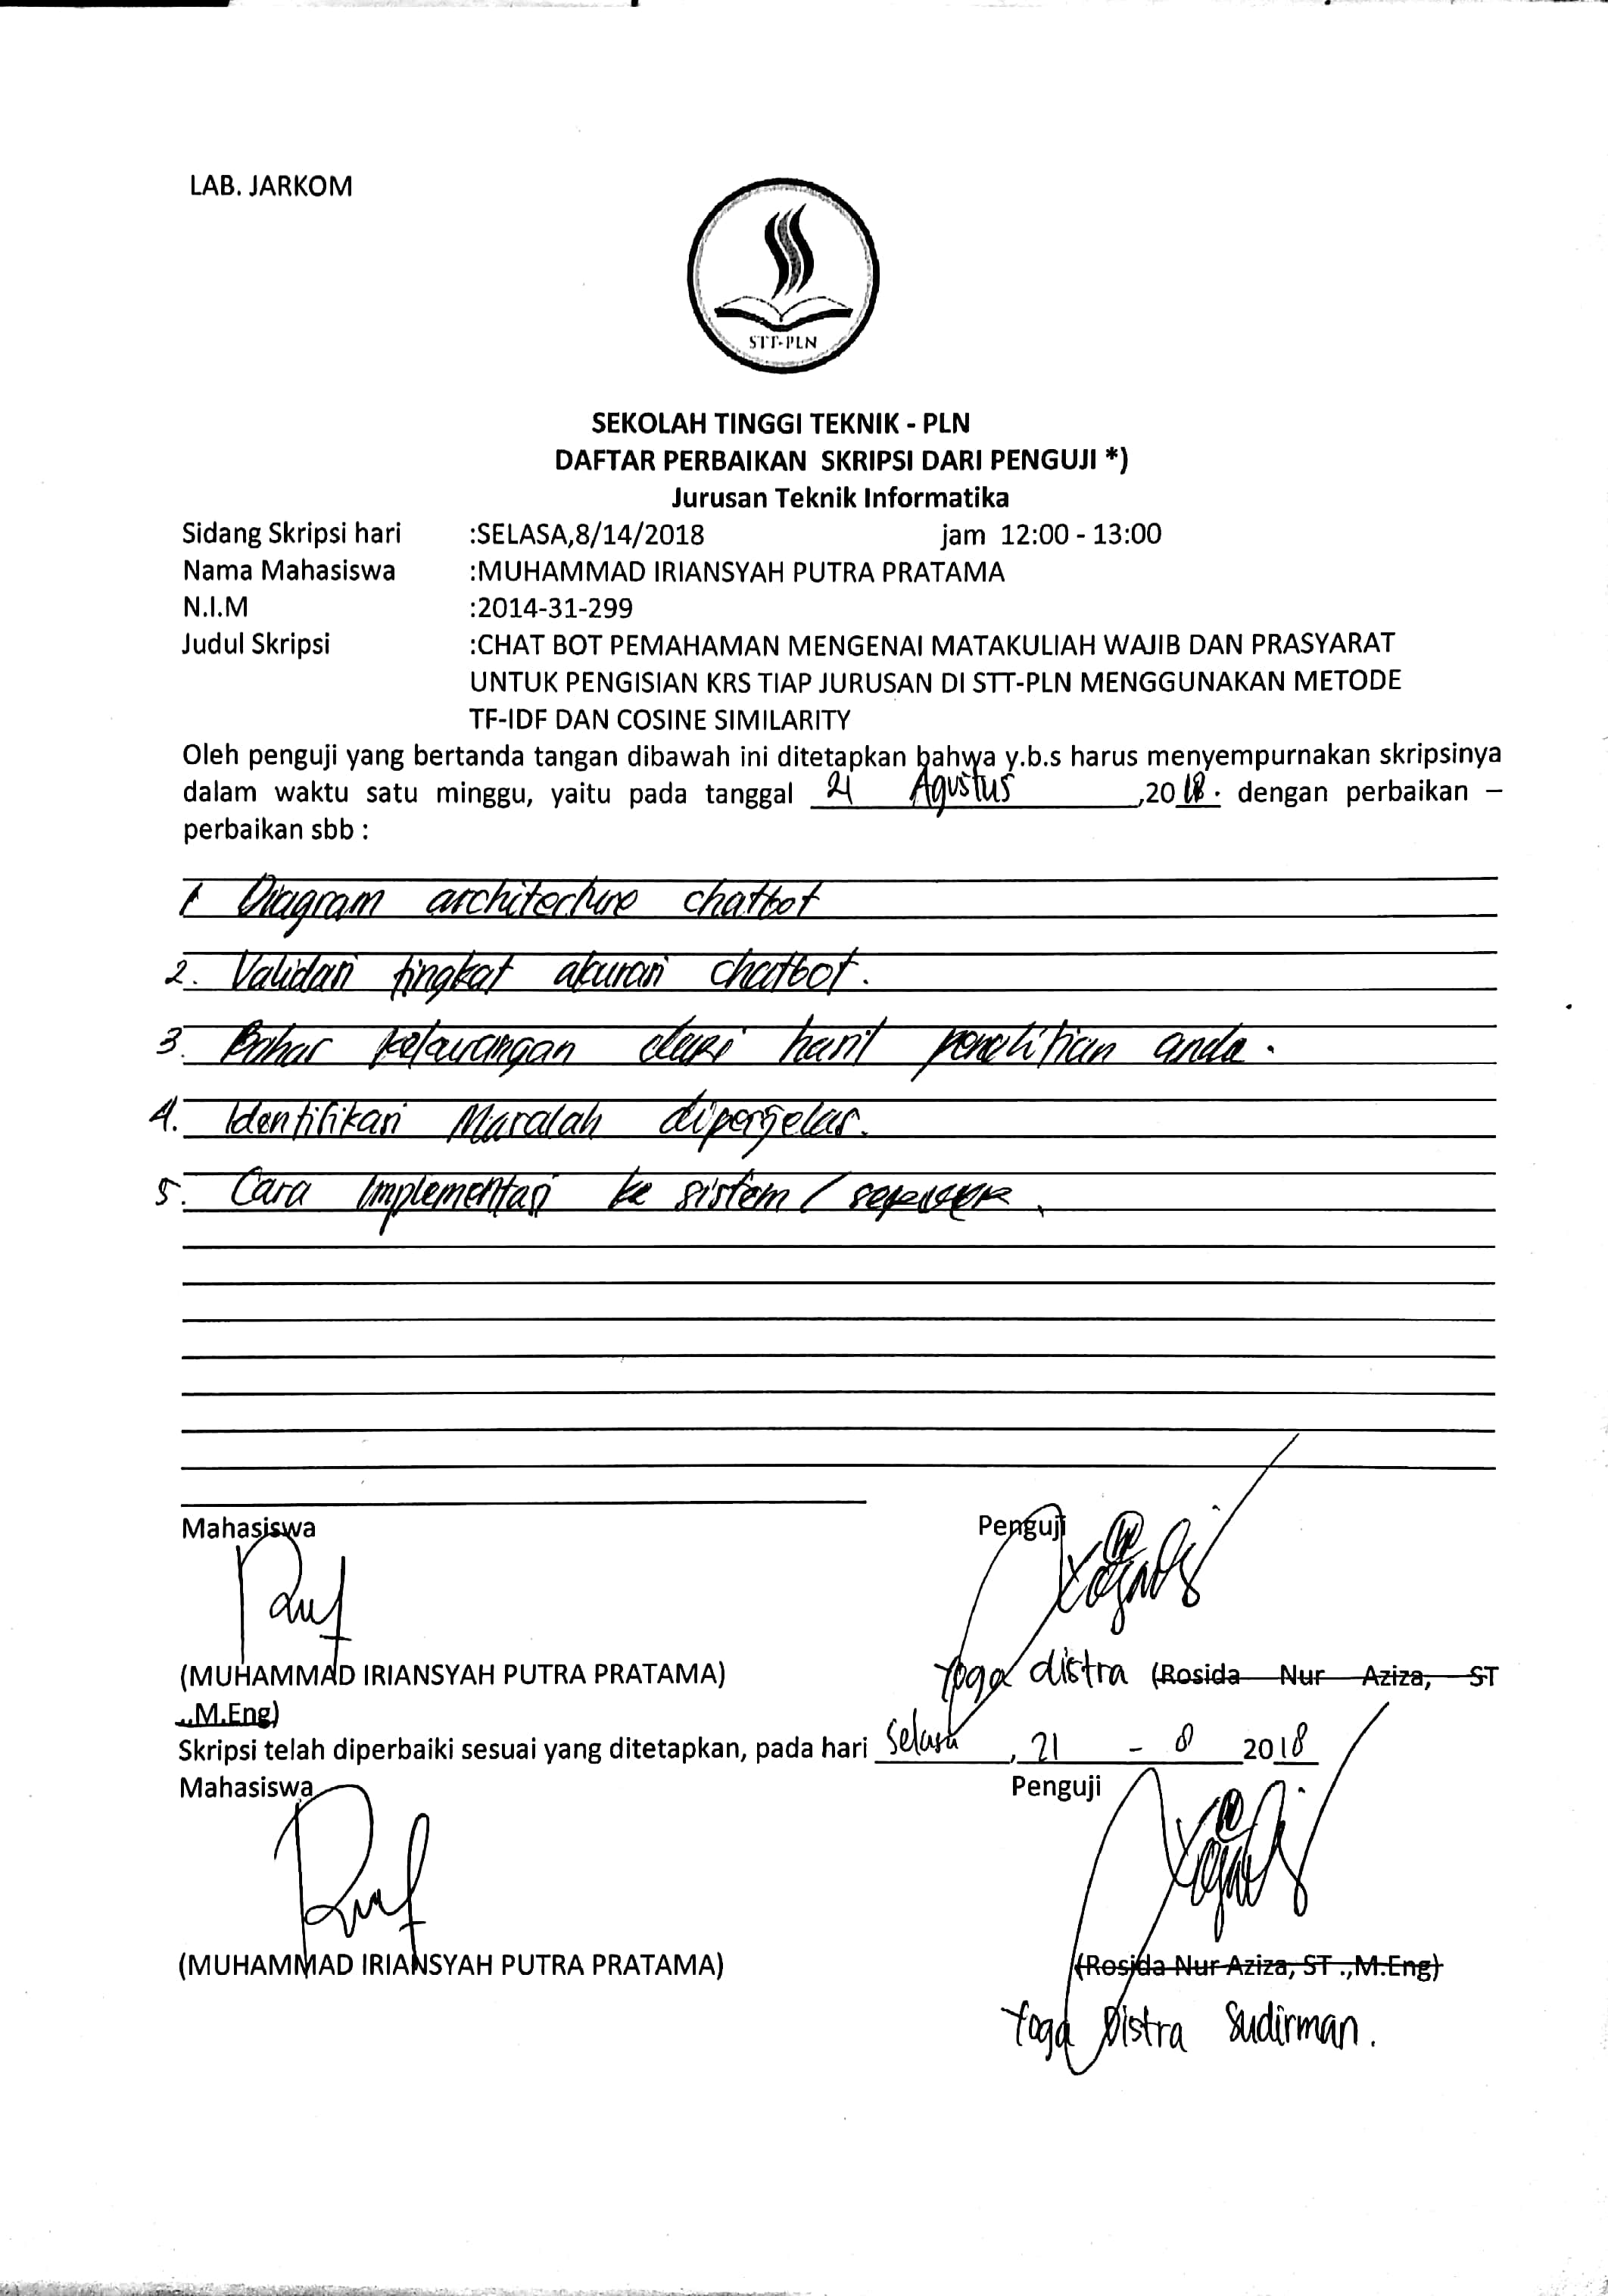 LAB. JARKOM
STT-PLN
SEKOLAH TINGGI TEKNIK - PLN
DAFTAR PERBAIKAN SKRIPSI DARI PENGUJI *)
Jurusan Teknik Informatika
Sidang Skripsi hari :SELASA,8/14/2018 jam 12:00 - 13:00
Nama Mahasiswa :MUHAMMAD IRIANSYAH PUTRA PRATAMA
N.I.M :2014-31-299
Judul Skripsi :CHAT BOT PEMAHAMAN MENGENAI MATAKULIAH WAJIB DAN PRASYARAT
UNTUK PENGISIAN KRS TIAP JURUSAN DI STT-PLN MENGGUNAKAN METODE
TF-IDF DAN COSINE SIMILARITY
Oleh penguji yang bertanda tangan dibawah ini ditetapkan bahwa y.b.s harus menyempurnakan skripsinya
dalam waktu satu minggu, yaitu pada tanggal 21 Agustus ,2018. dengan perbaikan –
perbaikan sbb :
1 Diagram architecture chatbot
2. Validasi tingkat akurasi chatbot.
3. Bahas kelawangan dari hasil penelitian anda.
4. Identifikasi Masalah diperjelas.
5. Cara Implementasi ke sistem /
Mahasiswa Penguji
(MUHAMMAD IRIANSYAH PUTRA PRATAMA) Yoga distra (Rosida Nur Aziza, ST
.,M.Eng)
Skripsi telah diperbaiki sesuai yang ditetapkan, pada hari Selasa , 21 - 8 2018
Mahasiswa Penguji
(MUHAMMAD IRIANSYAH PUTRA PRATAMA) (Rosida Nur Aziza, ST .,M.Eng)
Yoga Distra Sudirman.